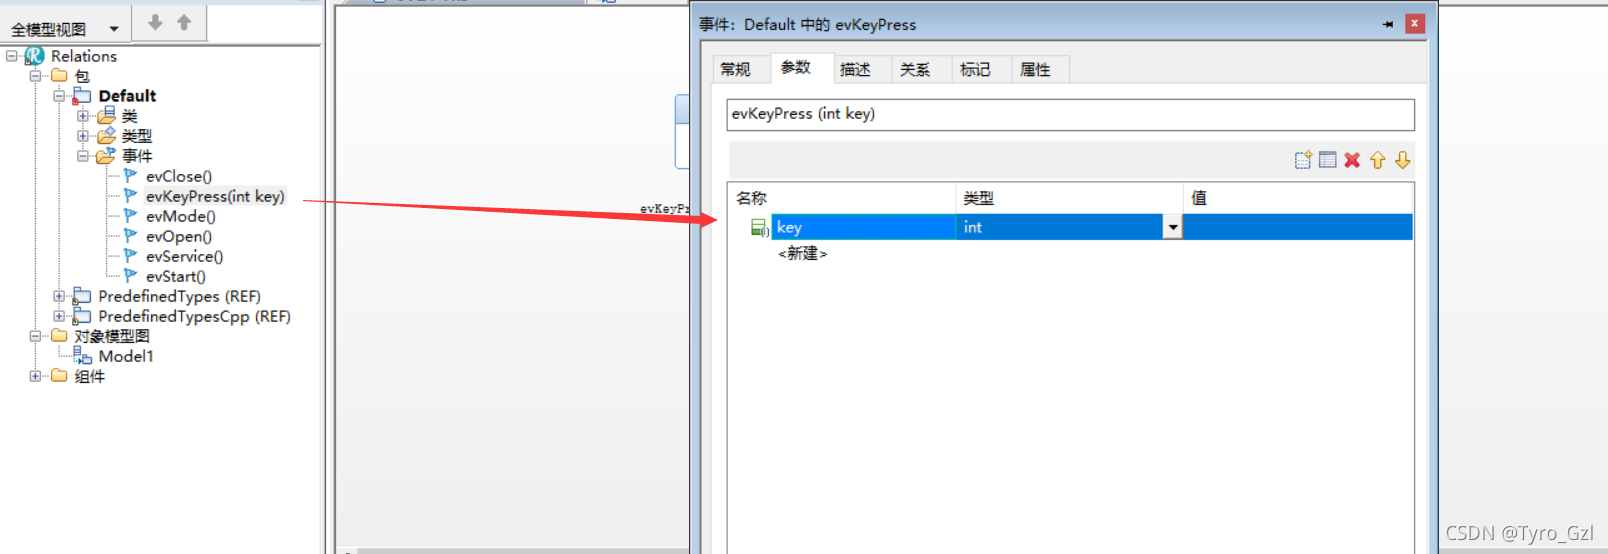 全模型视图
Relations
包
Default
类
类型
事件
evClose()
evKeyPress(int key)
evMode()
evOpen()
evService()
evStart()
PredefinedTypes (REF)
PredefinedTypesCpp (REF)
对象模型图
Model1
组件
evKeyPr
事件: Default 中的 evKeyPress
常规 参数 描述 关系 标记 属性
evKeyPress (int key)
名称 类型 值
key int
<新建>
CSDN @Tyro_Gzl